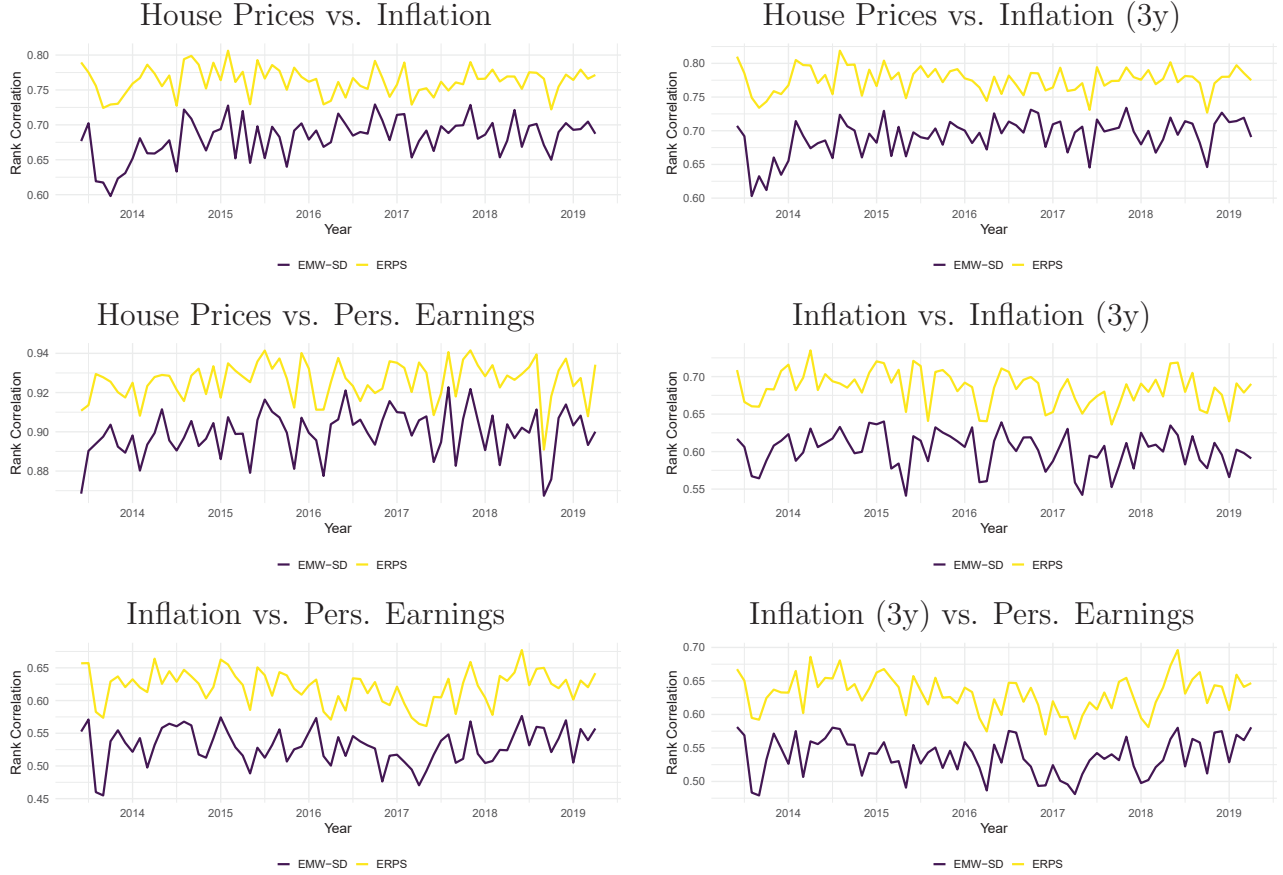 House Prices vs. Inflation
Rank Correlation
0.80
0.75
0.70
0.65
0.60
2014 2015 2016 2017 2018 2019
Year
EMW−SD ERPS
House Prices vs. Inflation (3y)
Rank Correlation
0.80
0.75
0.70
0.65
0.60
2014 2015 2016 2017 2018 2019
Year
EMW−SD ERPS
House Prices vs. Pers. Earnings
Rank Correlation
0.94
0.92
0.90
0.88
2014 2015 2016 2017 2018 2019
Year
EMW−SD ERPS
Inflation vs. Inflation (3y)
Rank Correlation
0.70
0.65
0.60
0.55
2014 2015 2016 2017 2018 2019
Year
EMW−SD ERPS
Inflation vs. Pers. Earnings
Rank Correlation
0.65
0.60
0.55
0.50
0.45
2014 2015 2016 2017 2018 2019
Year
EMW−SD ERPS
Inflation (3y) vs. Pers. Earnings
Rank Correlation
0.70
0.65
0.60
0.55
0.50
2014 2015 2016 2017 2018 2019
Year
EMW−SD ERPS